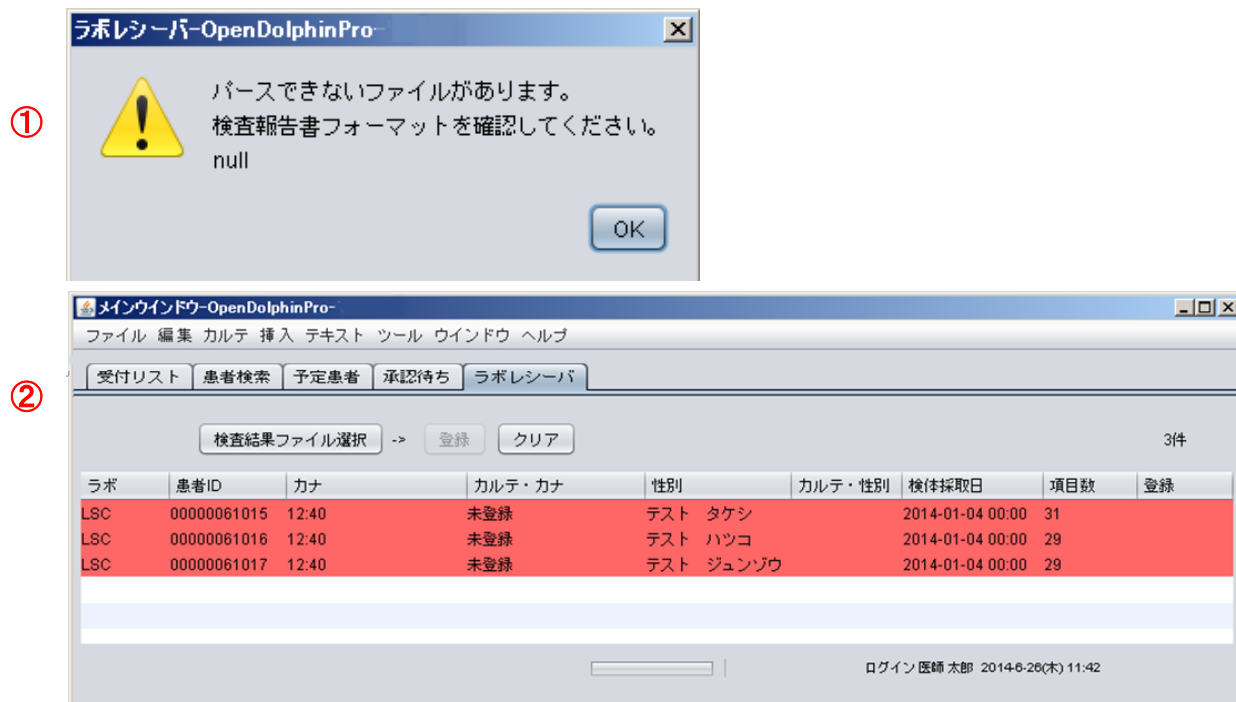 ラボレシーバー-OpenDolphinPro-
①
パースできないファイルがあります。
検査報告書フォーマットを確認してください。
null
OK
②
メインウインドウ-OpenDolphinPro-
ファイル 編集 カルテ 挿入 テキスト ツール ウインドウ ヘルプ
受付リスト 患者検索 予定患者 承認待ち ラボレシーバ
検査結果ファイル選択 -> 登録 クリア 3件
ラボ 患者ID カナ カルテ・カナ 性別 カルテ・性別 検体採取日 項目数 登録
LSC 00000061015 12:40 未登録 テスト タケシ 2014-01-04 00:00 31
LSC 00000061016 12:40 未登録 テスト ハツコ 2014-01-04 00:00 29
LSC 00000061017 12:40 未登録 テスト ジュンゾウ 2014-01-04 00:00 29
ログイン 医師 太郎 2014-6-26(木) 11:42